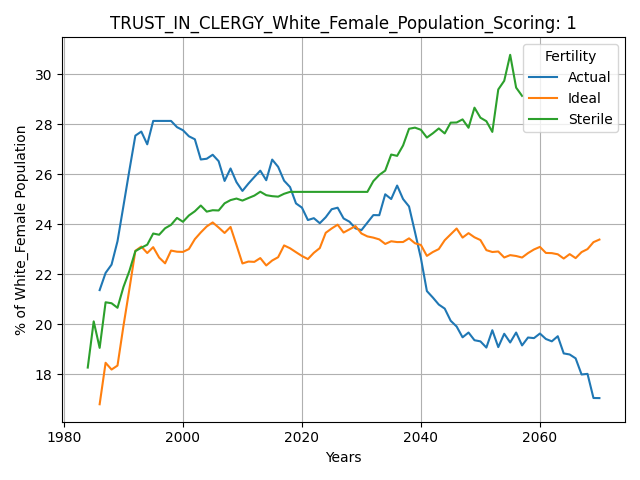 TRUST_IN_CLERGY_White_Female_Population_Scoring: 1
% of White_Female Population
30
28
26
24
22
20
18
1980
2000
2020
2040
2060
Years
Fertility
Actual
Ideal
Sterile